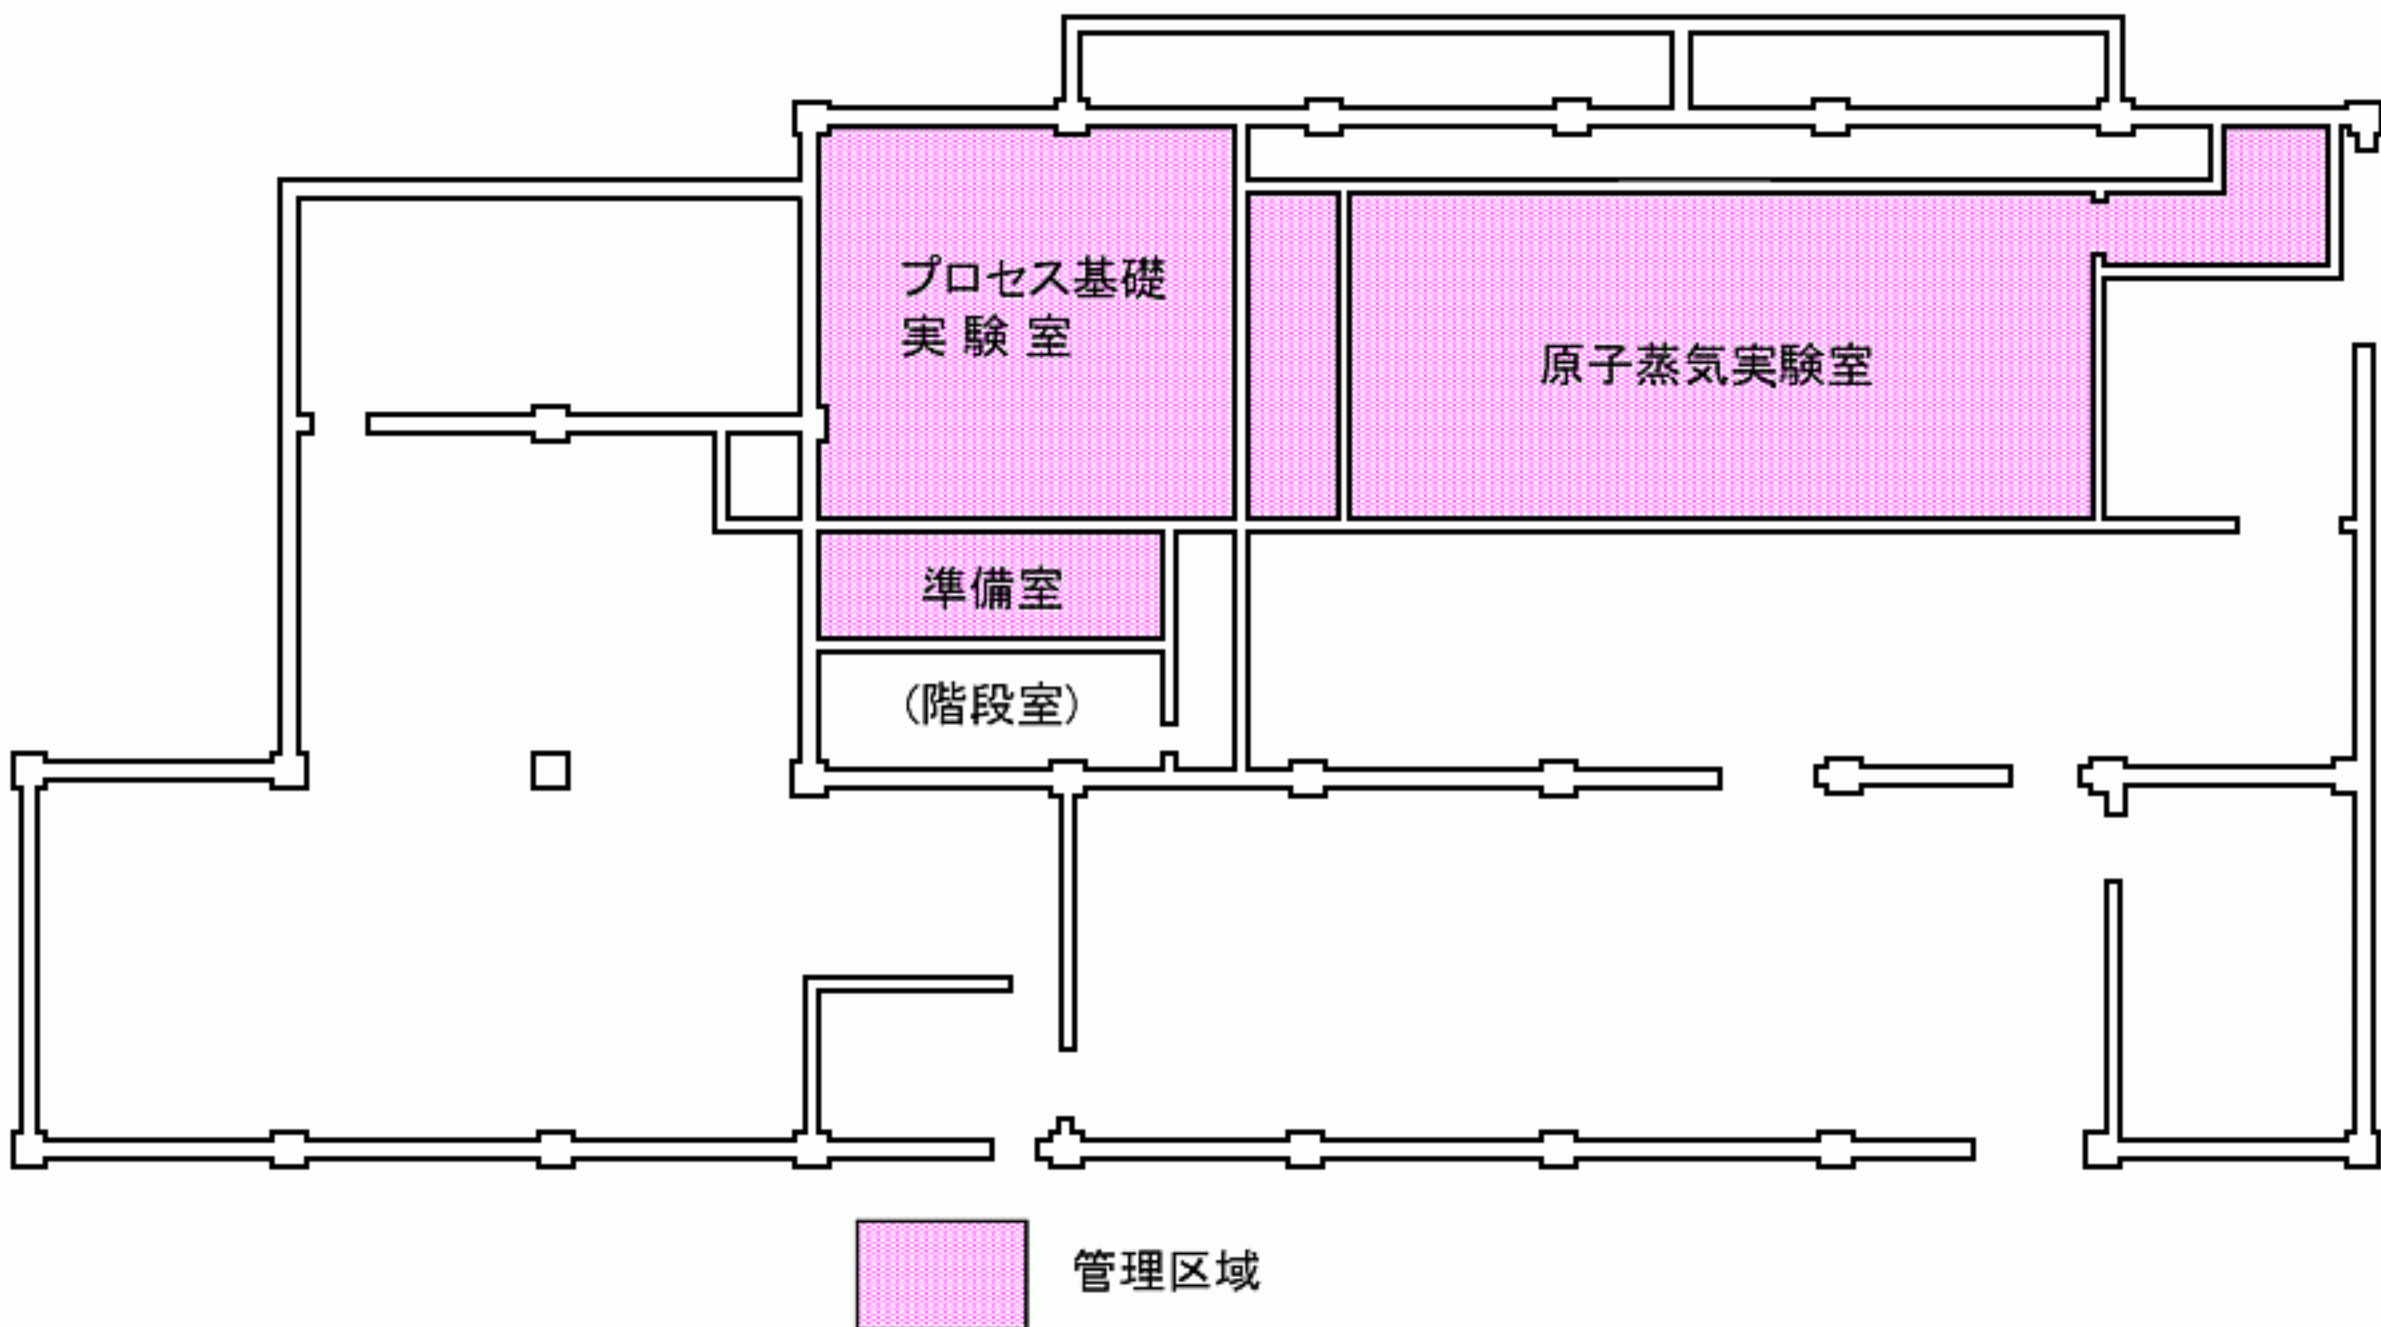 プロセス基礎
実 験 室
原子蒸気実験室
準備室
(階段室)
管理区域